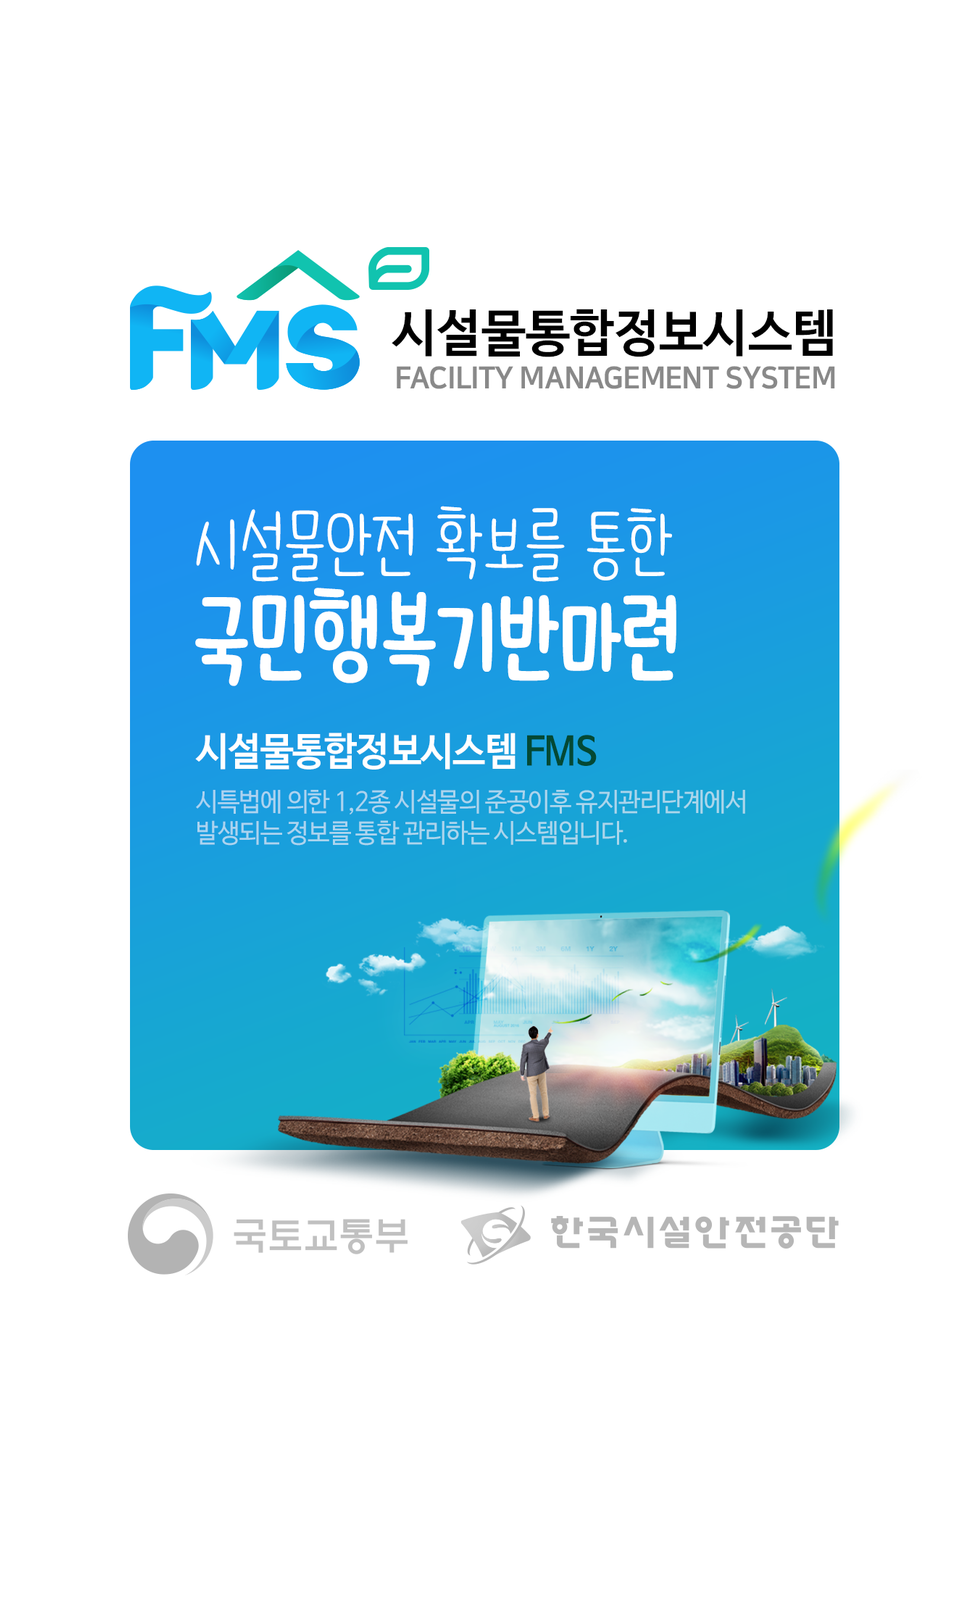 FMS
시설물통합정보시스템
FACILITY MANAGEMENT SYSTEM
시설물안전 확보를 통한
국민행복기반마련
시설물통합정보시스템 FMS
시특법에 의한 1,2종 시설물의 준공이후 유지관리단계에서
발생되는 정보를 통합 관리하는 시스템입니다.
국토교통부
한국시설안전공단